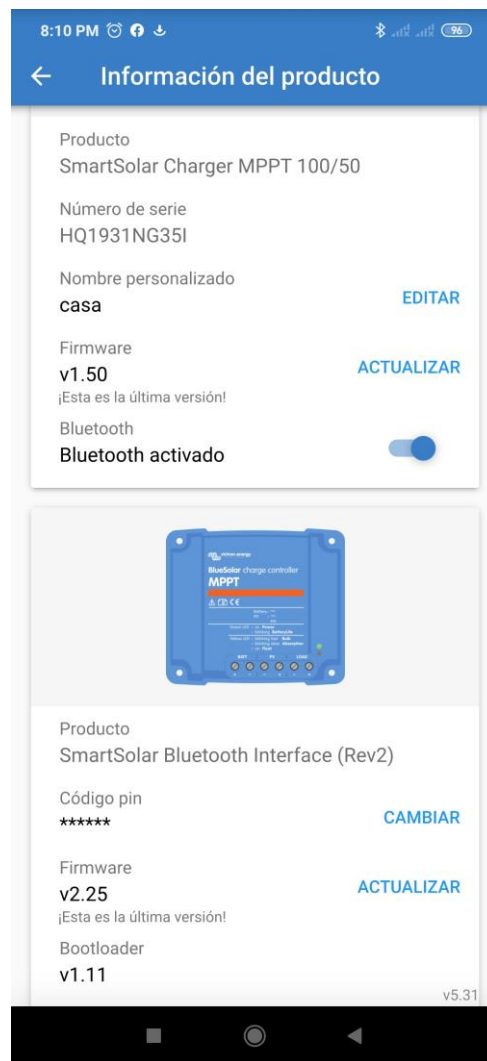 8:10 PM
96
Información del producto
Producto
SmartSolar Charger MPPT 100/50
Número de serie
HQ1931NG35I
Nombre personalizado
casa
EDITAR
Firmware
v1.50
ACTUALIZAR
¡Esta es la última versión!
Bluetooth
Bluetooth activado
victron energy
BlueSolar charge controller
MPPT
Producto
SmartSolar Bluetooth Interface (Rev2)
Código pin
******
CAMBIAR
Firmware
v2.25
ACTUALIZAR
¡Esta es la última versión!
Bootloader
v1.11
v5.31